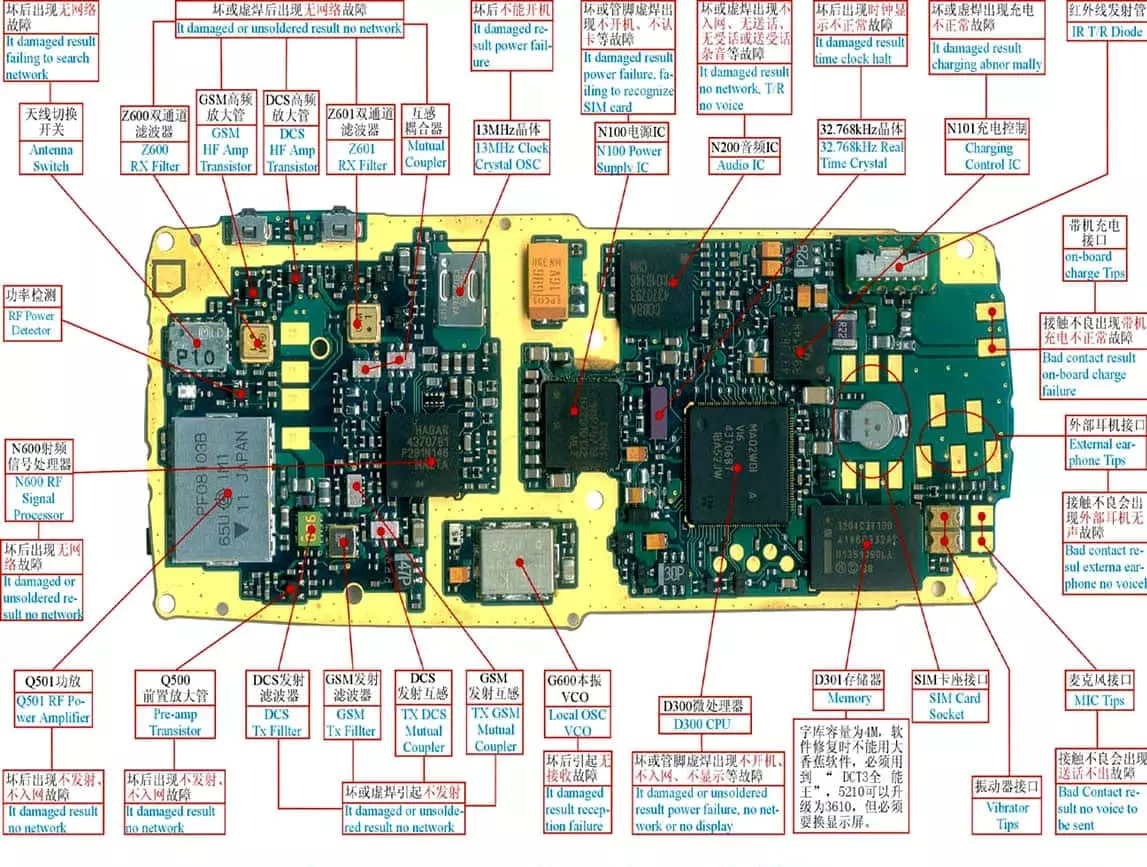 坏后出现无网络
故障
It damaged result
failing to search
network
坏或虚焊后出现无网络故障
It damaged or unsoldered result no network
坏后不能开机
It damaged re-
sult power fail-
ure
坏或管脚虚焊出
现不开机、不认
卡等故障
It damaged result
power failure, fa-
iling to recognize
SIM card
坏或虚焊出现不
入网、无送话、
无受话或送受话
杂音等故障
It damaged result
no network, T/R
no voice
坏后出现时钟显
示不正常故障
It damaged result
time clock halt
坏或虚焊出现充电
不正常故障
It damaged result
charging abnor mally
红外线发射管
IR T/R Diode
天线切换
开关
Antenna
Switch
Z600双通道
滤波器
Z600
RX Filter
GSM高频
放大管
GSM
HF Amp
Transistor
DCS高频
放大管
DCS
HF Amp
Transistor
Z601双通道
滤波器
Z601
RX Filter
互感
耦合器
Mutual
Coupler
13MHz晶体
13MHz Clock
Crystal OSC
N100电源IC
N100 Power
Supply IC
N200音频IC
Audio IC
32.768kHz晶体
32.768kHz Real
Time Crystal
N101充电控制
Charging
Control IC
带机充电
接口
on-board
charge Tips
功率检测
RF Power
Detector
接触不良出现带机
充电不正常故障
Bad contact result
on-board charge
failure
P10
HAGAR
4370781
外部耳机接口
External ear-
phone Tips
N600射频
信号处理器
N600 RF
Signal
Processor
PF08103B
11 JAPAN
接触不良会出
现外部耳机无
声故障
Bad contact re-
sul externa ear-
phone no voicel
坏后出现无网
络故障
It damaged or
unsoldered re-
sult no network
47P
30P
Q501功放
Q501 RF Po-
wer Amplifier
Q500
前置放大管
Pre-amp
Transistor
DCS发射
滤波器
DCS
Tx Fillter
GSM发射
滤波器
GSM
Tx Fillter
DCS
发射互感
TX DCS
Mutual
Coupler
GSM
发射互感
TX GSM
Mutual
Coupler
G600本振
VCO
Local OSC
VCO
D300微处理器
D300 CPU
D301存储器
Memory
SIM卡座接口
SIM Card
Socket
麦克风接口
MIC Tips
坏后出现不发射、
不入网故障
It damaged result
no network
坏后出现不发射、
不入网故障
It damaged result
no network
坏或虚焊引起不发射
It damaged or unsolde-
red result no network
坏后引起无
接收故障
It damaged
result recep-
tion failure
坏或管脚虚焊出现不开机、
不入网、不显示等故障
It damaged or unsoldered
result power failure, no net-
work or no display
字库容量为4M，软
件修复时不能用大
香蕉软件，必须用
到“ DCT3全 能
王”，5210可以升
级为3610，但必须
要换显示屏。
振动器接口
Vibrator
Tips
接触不良会出现
送话不出故障
Bad Contact re-
sult no voice to
be sent